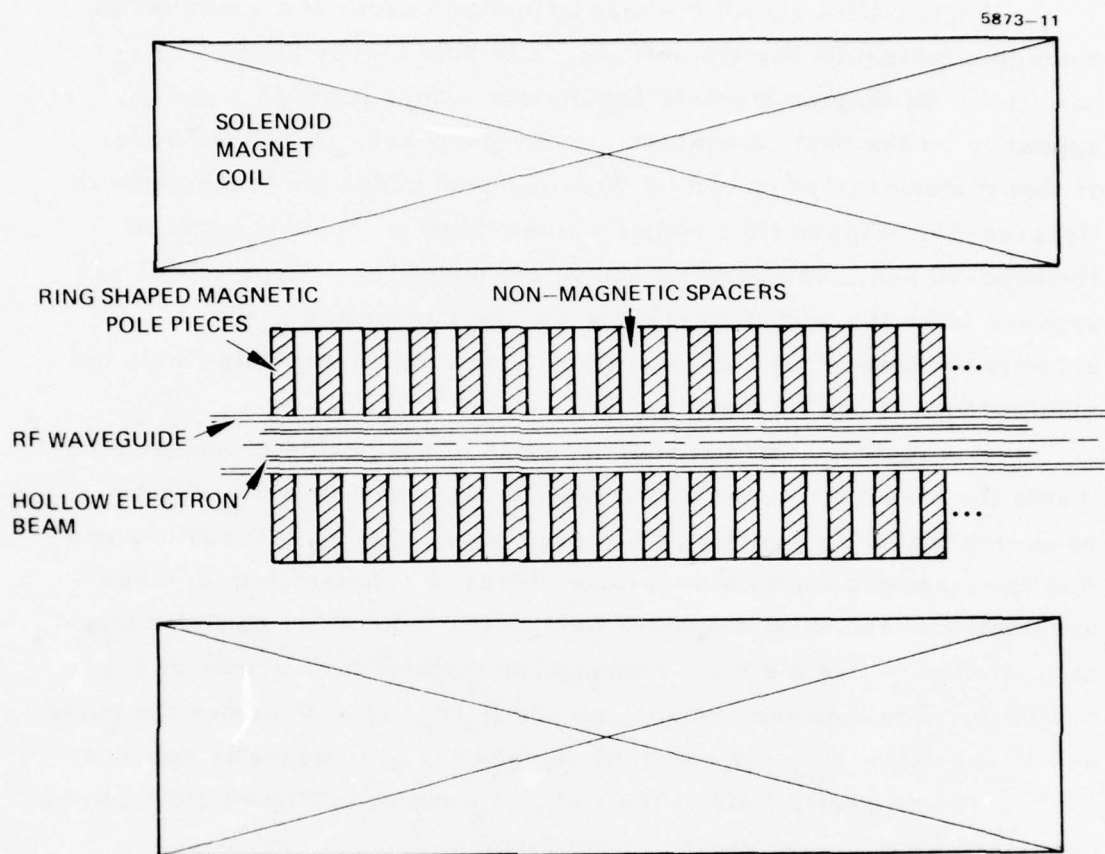 5873-11
SOLENOID
MAGNET
COIL
RING SHAPED MAGNETIC
POLE PIECES
NON-MAGNETIC SPACERS
...
RF WAVEGUIDE
HOLLOW ELECTRON
BEAM
...